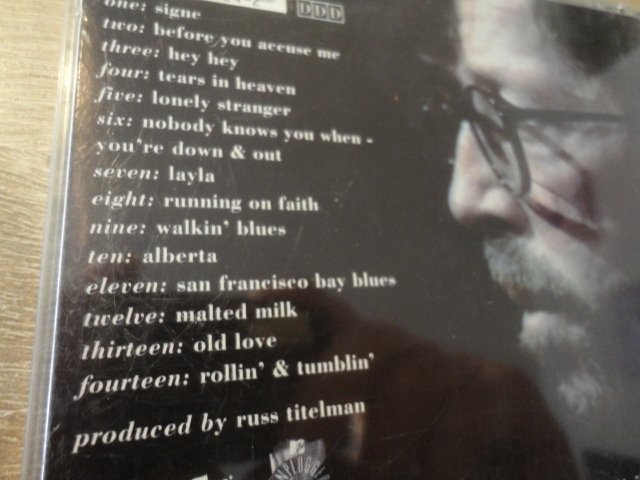 DDD
one: signe
two: before you accuse me
three: hey hey
four: tears in heaven
five: lonely stranger
six: nobody knows you when -
you're down & out
seven: layla
eight: running on faith
nine: walkin' blues
ten: alberta
eleven: san francisco bay blues
twelve: malted milk
thirteen: old love
fourteen: rollin' & tumblin'
produced by russ titelman